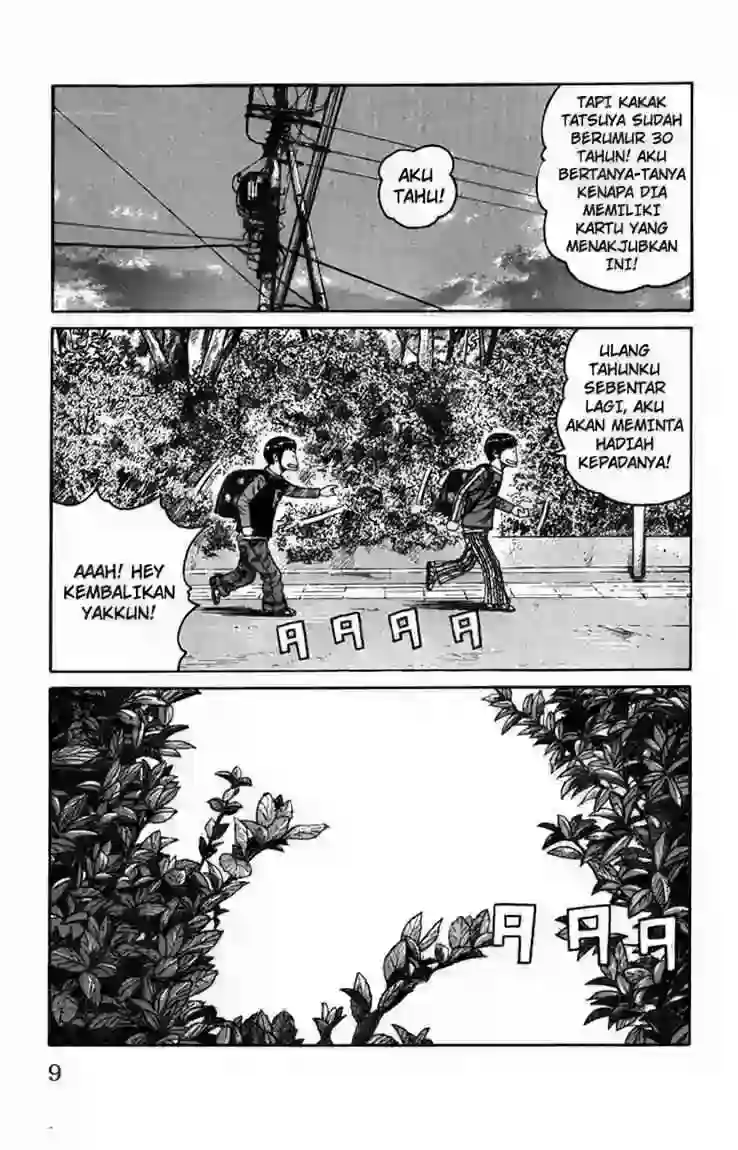 TAPI KAKAK
TATSUYA SUDAH
BERUMUR 30
TAHUN! AKU
BERTANYA-TANYA
KENAPA DIA
MEMILIKI
KARTU YANG
MENAKJUBKAN
INI!
AKU
TAHU!
ULANG
TAHUNKU
SEBENTAR
LAGI, AKU
AKAN MEMINTA
HADIAH
KEPADANYA!
AAAH! HEY
KEMBALIKAN
YAKKUN!
9